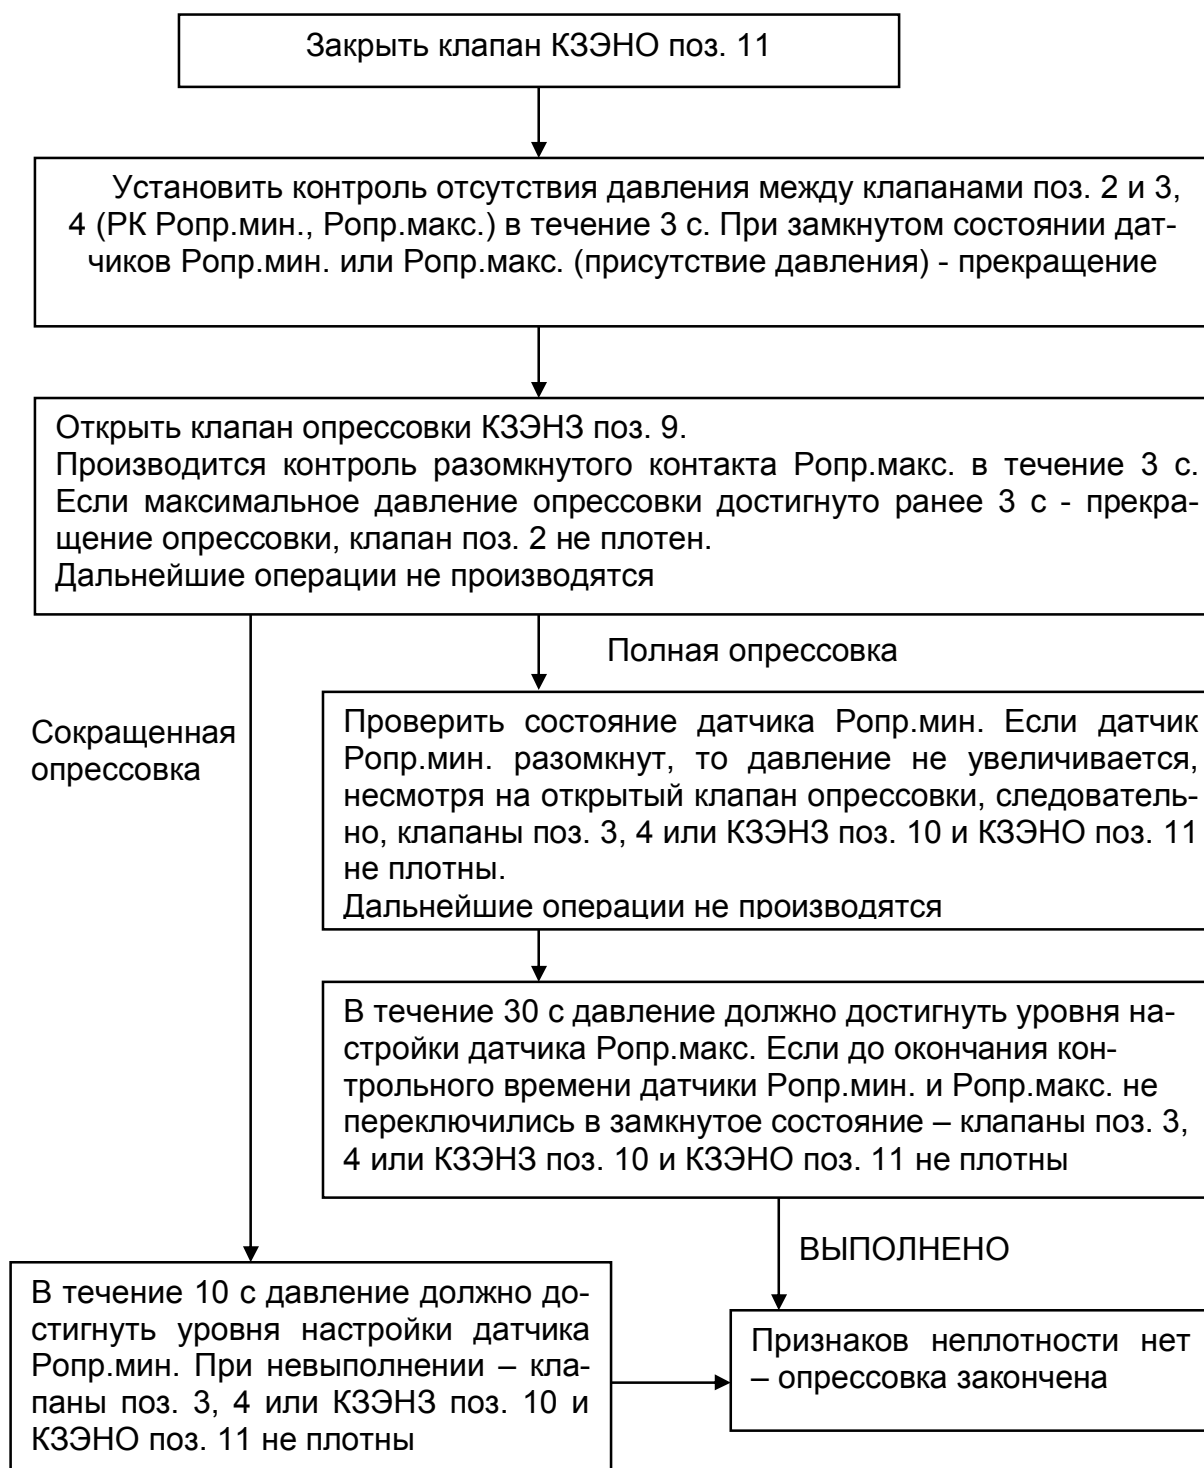 Закрыть клапан КЗЭНО поз. 11
Установить контроль отсутствия давления между клапанами поз. 2 и 3,
4 (РК Ропр.мин., Ропр.макс.) в течение 3 с. При замкнутом состоянии дат-
чиков Ропр.мин. или Ропр.макс. (присутствие давления) - прекращение
Открыть клапан опрессовки КЗЭНЗ поз. 9.
Производится контроль разомкнутого контакта Ропр.макс. в течение 3 с.
Если максимальное давление опрессовки достигнуто ранее 3 с - прекра-
щение опрессовки, клапан поз. 2 не плотен.
Дальнейшие операции не производятся
Полная опрессовка
Сокращенная
опрессовка
Проверить состояние датчика Ропр.мин. Если датчик
Ропр.мин. разомкнут, то давление не увеличивается,
несмотря на открытый клапан опрессовки, следователь-
но, клапаны поз. 3, 4 или КЗЭНЗ поз. 10 и КЗЭНО поз. 11
не плотны.
Дальнейшие операции не производятся
В течение 30 с давление должно достигнуть уровня на-
стройки датчика Ропр.макс. Если до окончания кон-
трольного времени датчики Ропр.мин. и Ропр.макс. не
переключились в замкнутое состояние – клапаны поз. 3,
4 или КЗЭНЗ поз. 10 и КЗЭНО поз. 11 не плотны
ВЫПОЛНЕНО
В течение 10 с давление должно до-
стигнуть уровня настройки датчика
Ропр.мин. При невыполнении – кла-
паны поз. 3, 4 или КЗЭНЗ поз. 10 и
КЗЭНО поз. 11 не плотны
Признаков неплотности нет
– опрессовка закончена